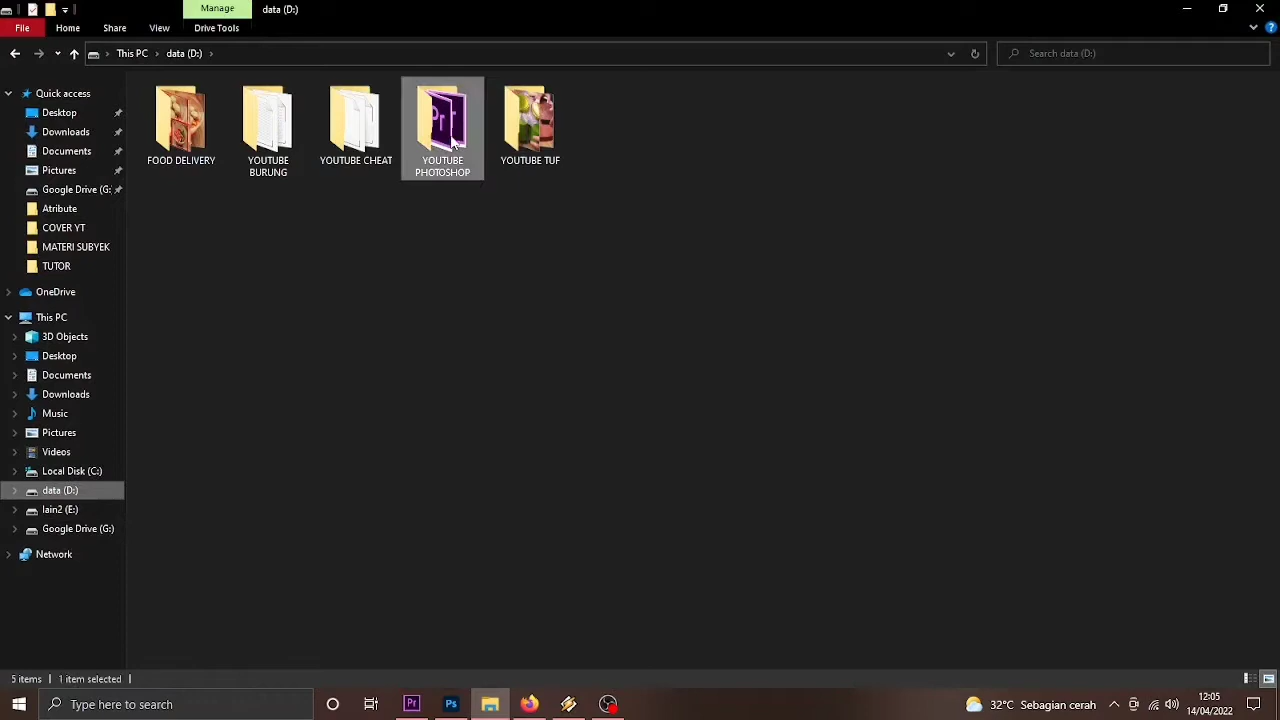 Manage
data (D:)
File
Home
Share
View
Drive Tools
?
This PC
data (D:)
Search data (D:)
Quick access
Desktop
Downloads
Documents
Pictures
Google Drive (G:
Atribute
COVER YT
MATERI SUBYEK
TUTOR
OneDrive
This PC
3D Objects
Desktop
Documents
Downloads
Music
Pictures
Videos
Local Disk (C:)
data (D:)
lain2 (E:)
Google Drive (G:)
Network
FOOD DELIVERY
YOUTUBE
BURUNG
YOUTUBE CHEAT
Pr
YOUTUBE
PHOTOSHOP
YOUTUBE TUF
5 items
1 item selected
Type here to search
Pr
Ps
32°C Sebagian cerah
12:05
14/04/2022